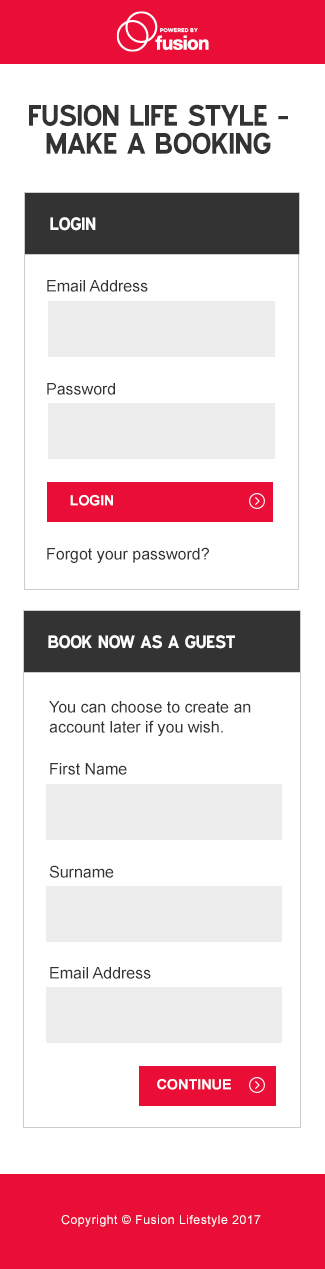 POWERED BY
fusion
FUSION LIFE STYLE -
MAKE A BOOKING
LOGIN
Email Address
Password
LOGIN
Forgot your password?
BOOK NOW AS A GUEST
You can choose to create an
account later if you wish.
First Name
Surname
Email Address
CONTINUE
Copyright © Fusion Lifestyle 2017